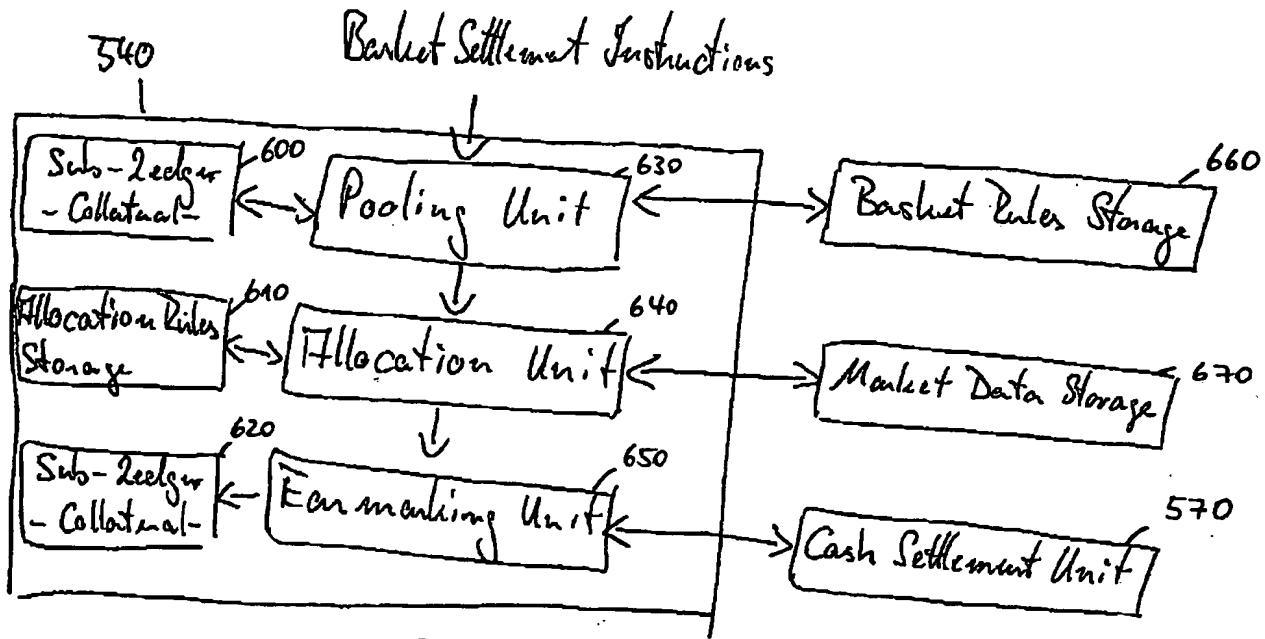 540
Basket Settlement Instructions
Sub-Ledger
- Collateral -
600
Pooling Unit
630
Basket Rules Storage
660
Allocation Rules
Storage
610
Allocation Unit
640
Market Data Storage
670
Sub-Ledger
- Collateral -
620
Earmarking Unit
650
Cash Settlement Unit
570